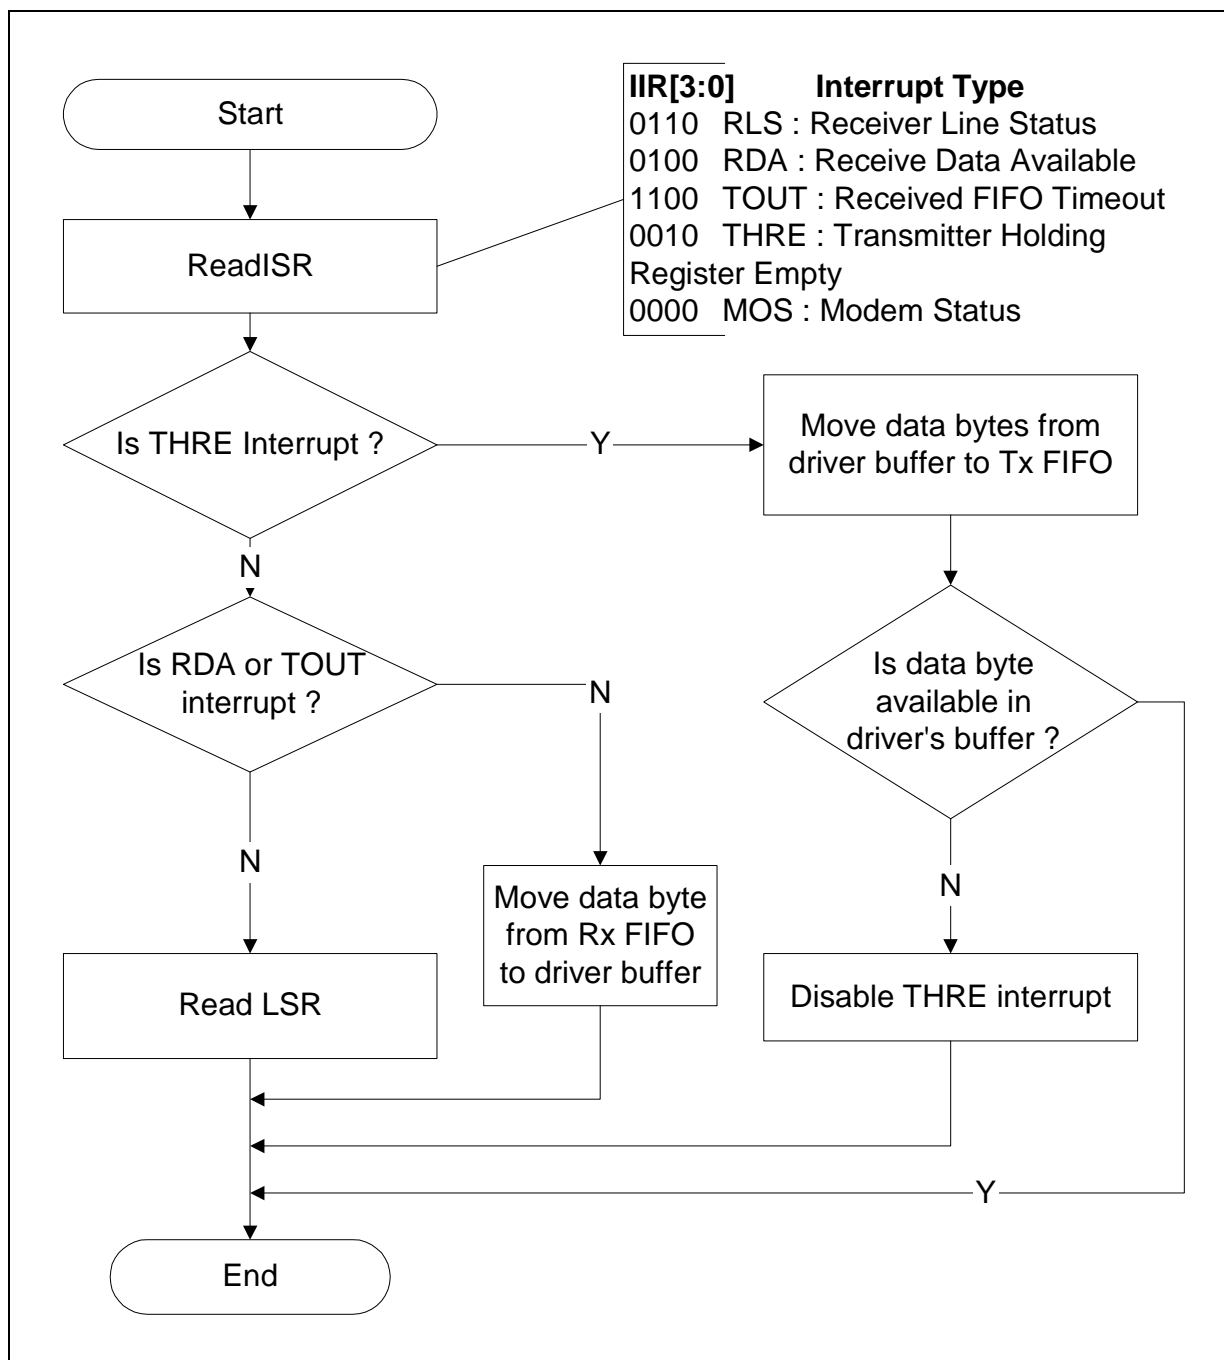 Start
IIR[3:0] Interrupt Type
0110 RLS : Receiver Line Status
0100 RDA : Receive Data Available
1100 TOUT : Received FIFO Timeout
0010 THRE : Transmitter Holding
Register Empty
0000 MOS : Modem Status
ReadISR
Is THRE Interrupt ?
Y
Move data bytes from
driver buffer to Tx FIFO
N
Is RDA or TOUT
interrupt ?
N
Is data byte
available in
driver's buffer ?
N
Move data byte
from Rx FIFO
to driver buffer
N
Read LSR
Disable THRE interrupt
Y
End